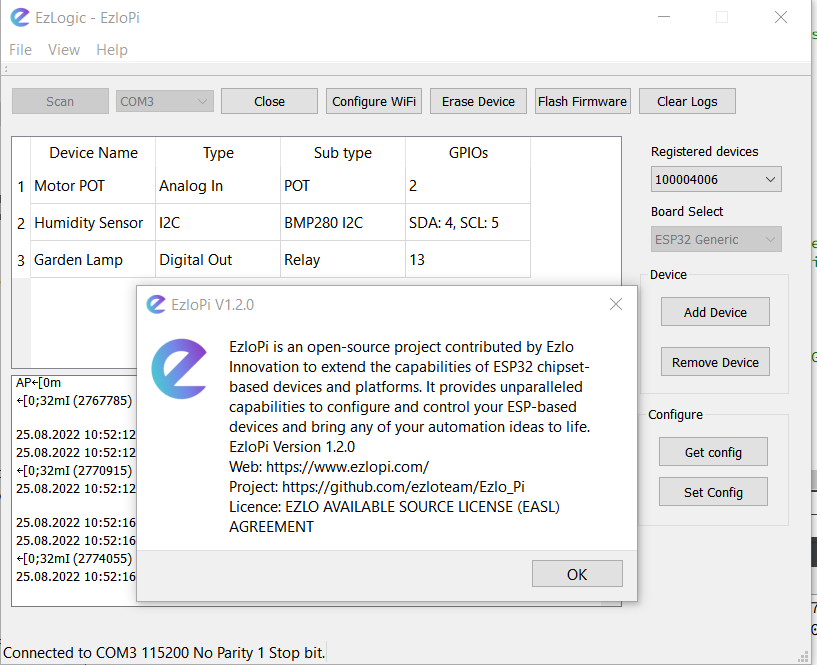 EzLogic - EzloPi
File View Help
Scan COM3 Close Configure WiFi Erase Device Flash Firmware Clear Logs
Device Name Type Sub type GPIOs
1 Motor POT Analog In POT 2
2 Humidity Sensor I2C BMP280 I2C SDA: 4, SCL: 5
3 Garden Lamp Digital Out Relay 13
Registered devices
100004006
Board Select
ESP32 Generic
Device
Add Device
Remove Device
Configure
Get config
Set Config
EzloPi V1.2.0
EzloPi is an open-source project contributed by Ezlo
Innovation to extend the capabilities of ESP32 chipset-
based devices and platforms. It provides unparalleled
capabilities to configure and control your ESP-based
devices and bring any of your automation ideas to life.
EzloPi Version 1.2.0
Web: https://www.ezlopi.com/
Project: https://github.com/ezloteam/Ezlo_Pi
Licence: EZLO AVAILABLE SOURCE LICENSE (EASL)
AGREEMENT
OK
AP←[0m
←[0;32mI (2767785)
25.08.2022 10:52:12
25.08.2022 10:52:12
←[0;32mI (2770915)
25.08.2022 10:52:12
25.08.2022 10:52:16
25.08.2022 10:52:16
←[0;32mI (2774055)
25.08.2022 10:52:16
Connected to COM3 115200 No Parity 1 Stop bit.